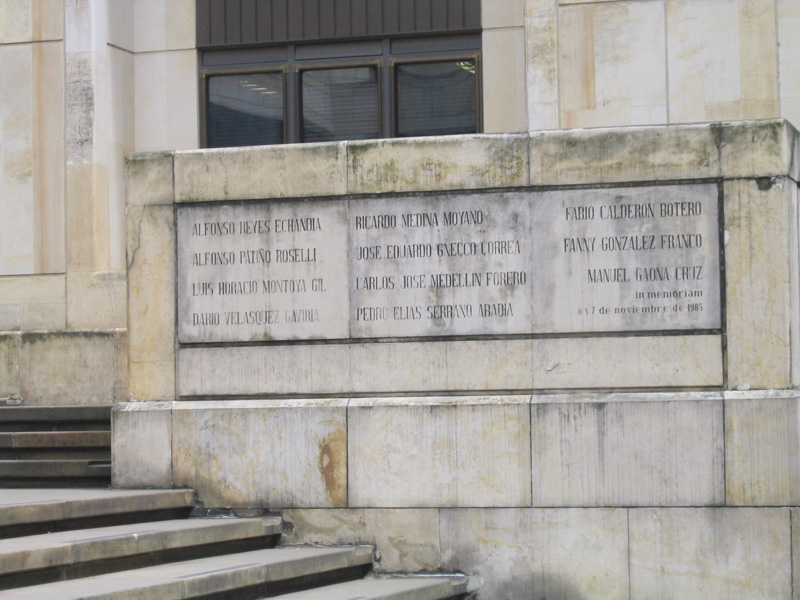 ALFONSO REYES ECHANDIA
ALFONSO PATIÑO ROSELLI
LUIS HORACIO MONTOYA GIL
DARIO VELASQUEZ GAVIRIA
RICARDO MEDINA MOYANO
JOSE EDUARDO GNECCO CORREA
CARLOS JOSE MEDELLIN FORERO
PEDRO ELIAS SERRANO ABADIA
FABIO CALDERON BOTERO
FANNY GONZALEZ FRANCO
MANUEL GAONA CRUZ
in memoriam
6 y 7 de noviembre de 1985